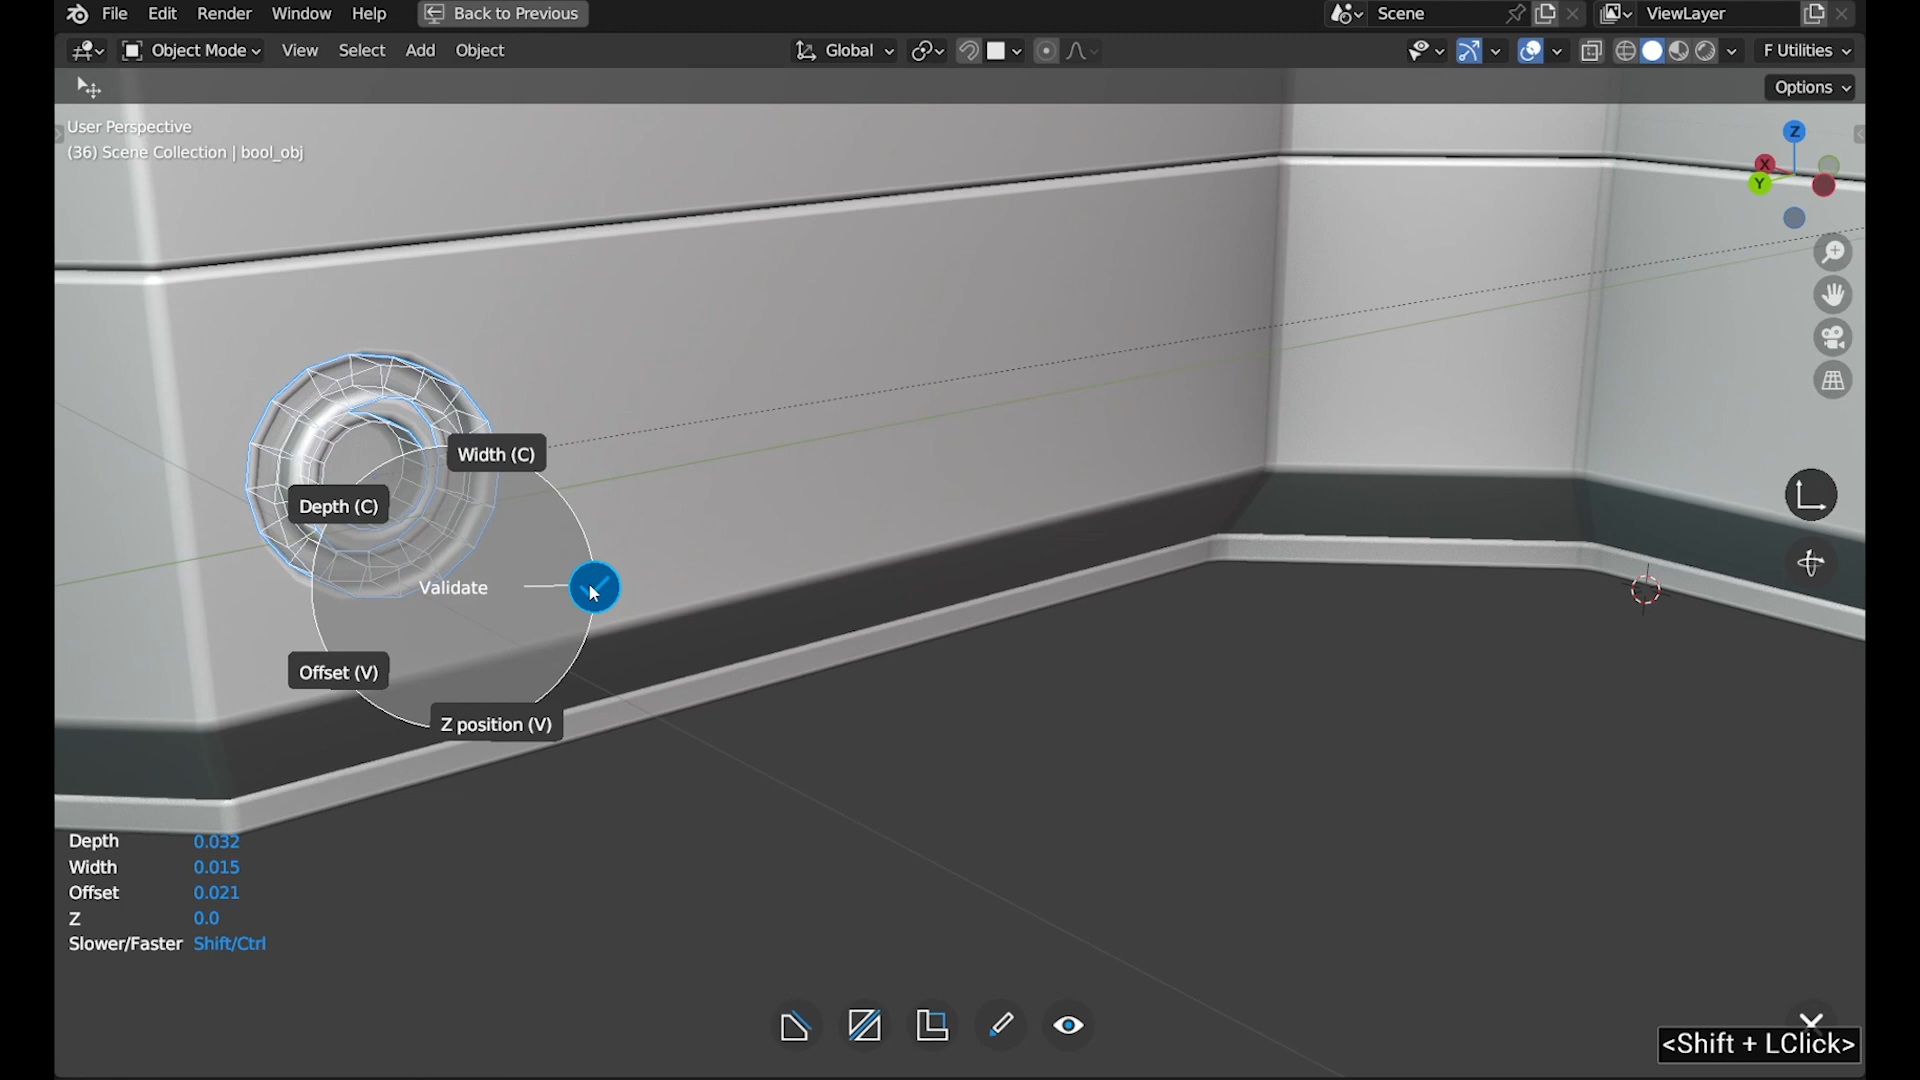 File Edit Render Window Help Back to Previous Scene ViewLayer
Object Mode View Select Add Object Global F Utilities
Options
User Perspective
(36) Scene Collection | bool_obj
Z
X
Y
Width (C)
Depth (C)
Validate
Offset (V)
Z position (V)
Depth 0.032
Width 0.015
Offset 0.021
Z 0.0
Slower/Faster Shift/Ctrl
<Shift + LClick>